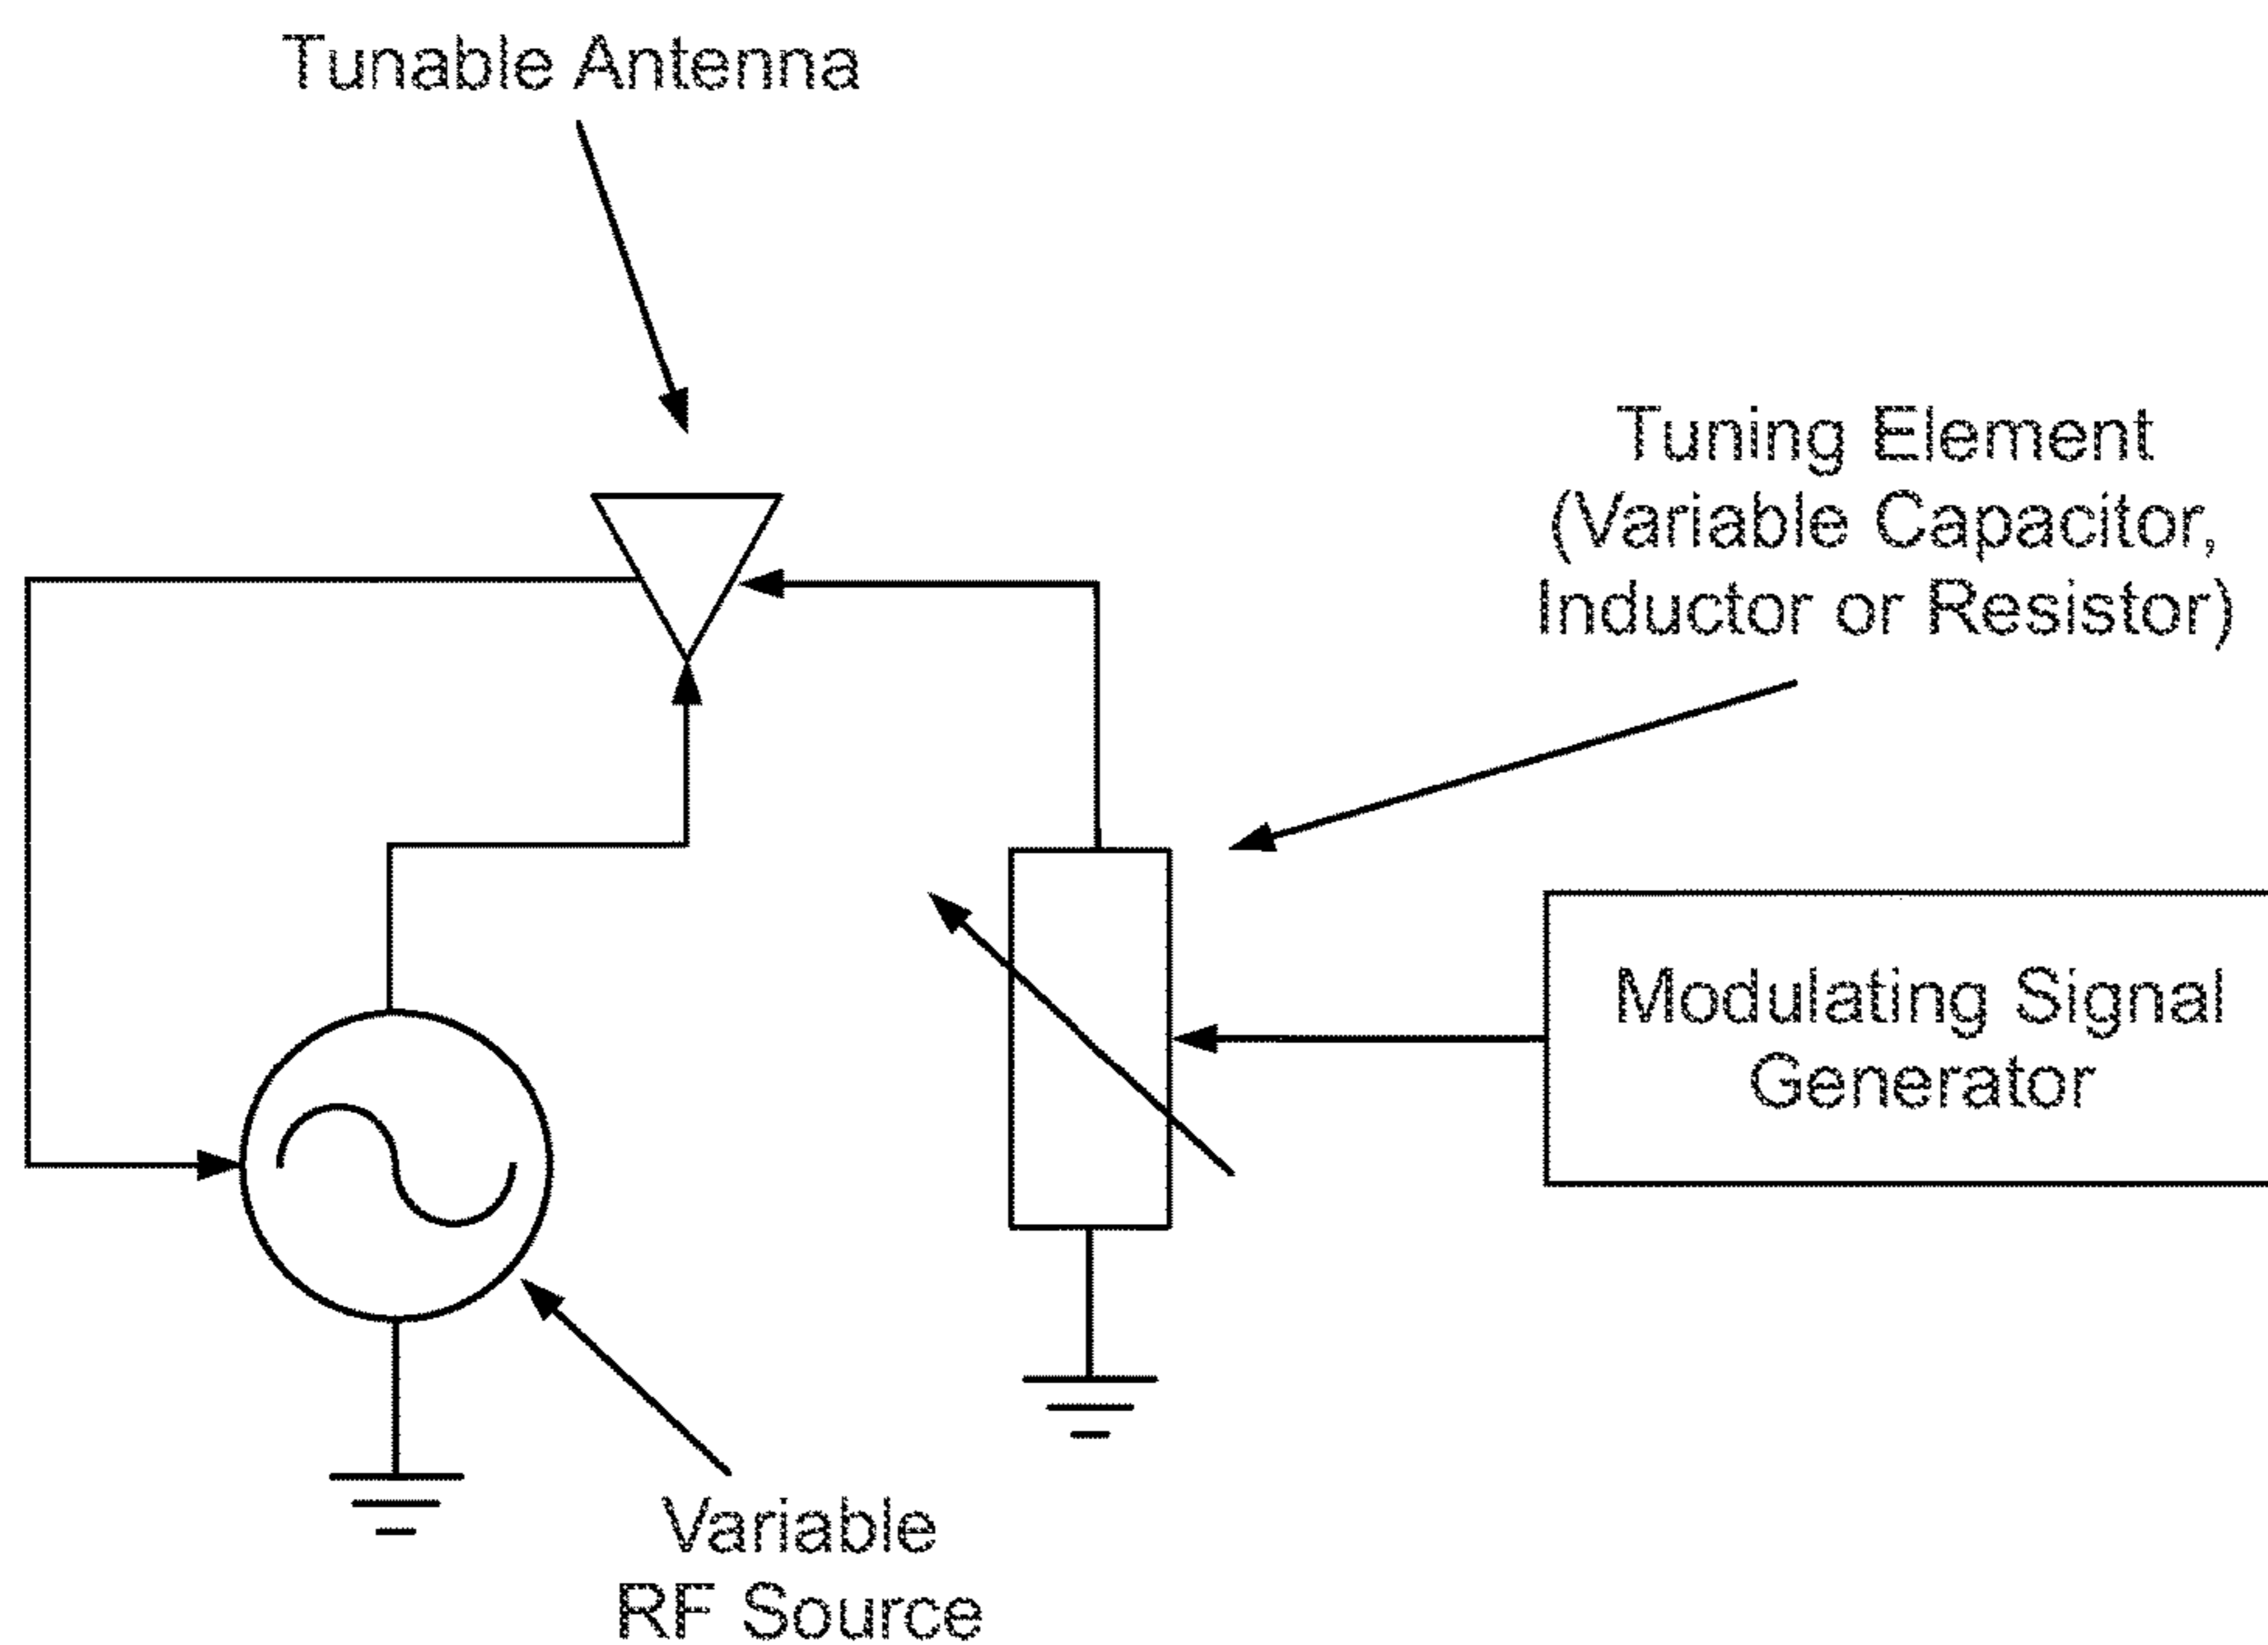 Tunable Antenna
Tuning Element
(Variable Capacitor,
Inductor or Resistor)
Modulating Signal
Generator
Variable
RF Source